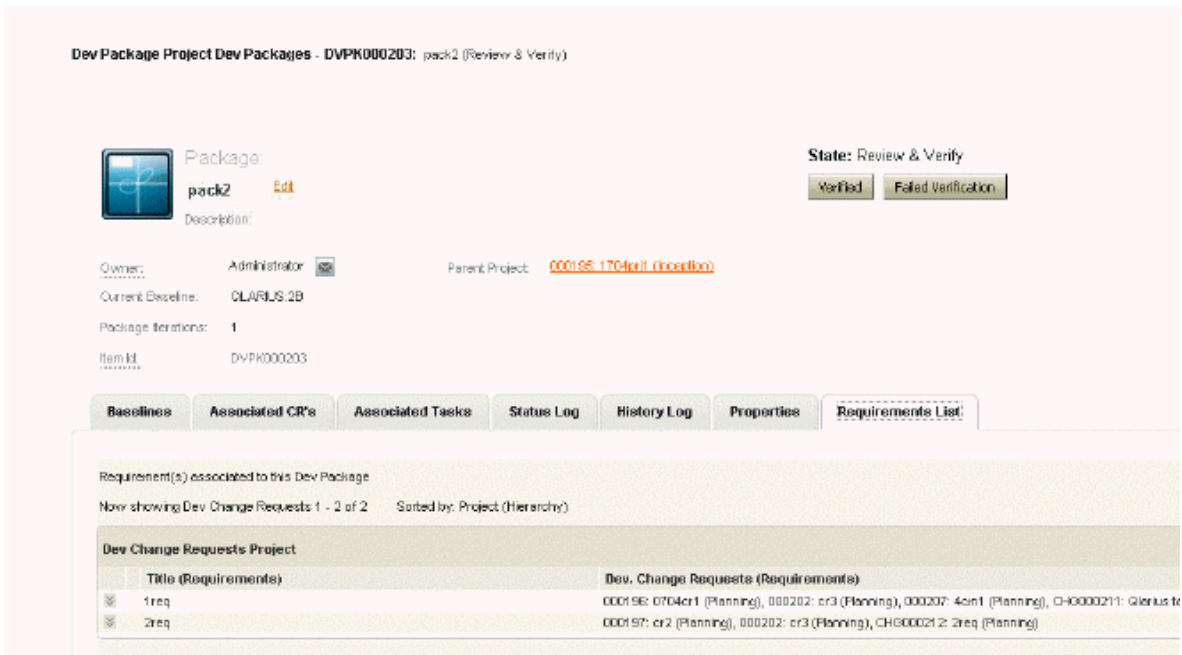 Dev Package Project Dev Packages - DVPK000203: pack2 (Review & Verify)
Package:
State: Review & Verify
pack2 Edit
Verified Failed Verification
Description:
Owner: Administrator Parent Project: 000195: 1704prj1 (Inception)
Current Baseline: QLARIUS:2B
Package Iterations: 1
Item Id: DVPK000203
Baselines Associated CR's Associated Tasks Status Log History Log Properties Requirements List
Requirement(s) associated to this Dev Package
Now showing Dev Change Requests 1 - 2 of 2 Sorted by: Project (Hierarchy)
Dev Change Requests Project
Title (Requirements) Dev. Change Requests (Requirements)
1req 000196: 0704cr1 (Planning), 000202: cr3 (Planning), 000207: (Planning), CHG000211: Qlarius
2req 000197: cr2 (Planning), 000202: cr3 (Planning), CHG000212: 2req (Planning)